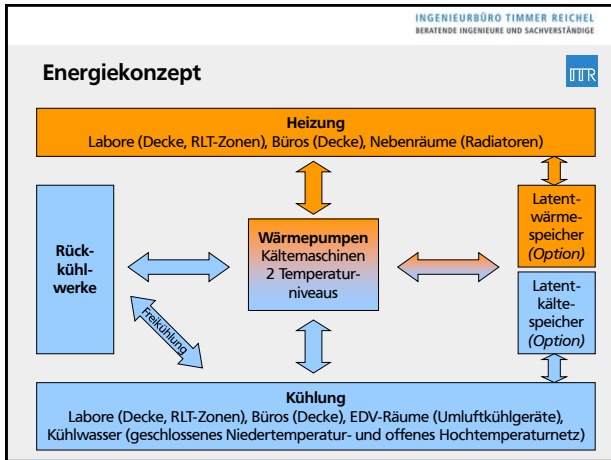 INGENIEURBÜRO TIMMER REICHEL
BERATENDE INGENIEURE UND SACHVERSTÄNDIGE
Energiekonzept
ITR
Heizung
Labore (Decke, RLT-Zonen), Büros (Decke), Nebenräume (Radiatoren)
Rück-
kühl-
werke
Wärmepumpen
Kältemaschinen
2 Temperatur-
niveaus
Latent-
wärme-
speicher
(Option)
Latent-
kälte-
speicher
(Option)
Freikühlung
Kühlung
Labore (Decke, RLT-Zonen), Büros (Decke), EDV-Räume (Umluftkühlgeräte),
Kühlwasser (geschlossenes Niedertemperatur- und offenes Hochtemperaturnetz)